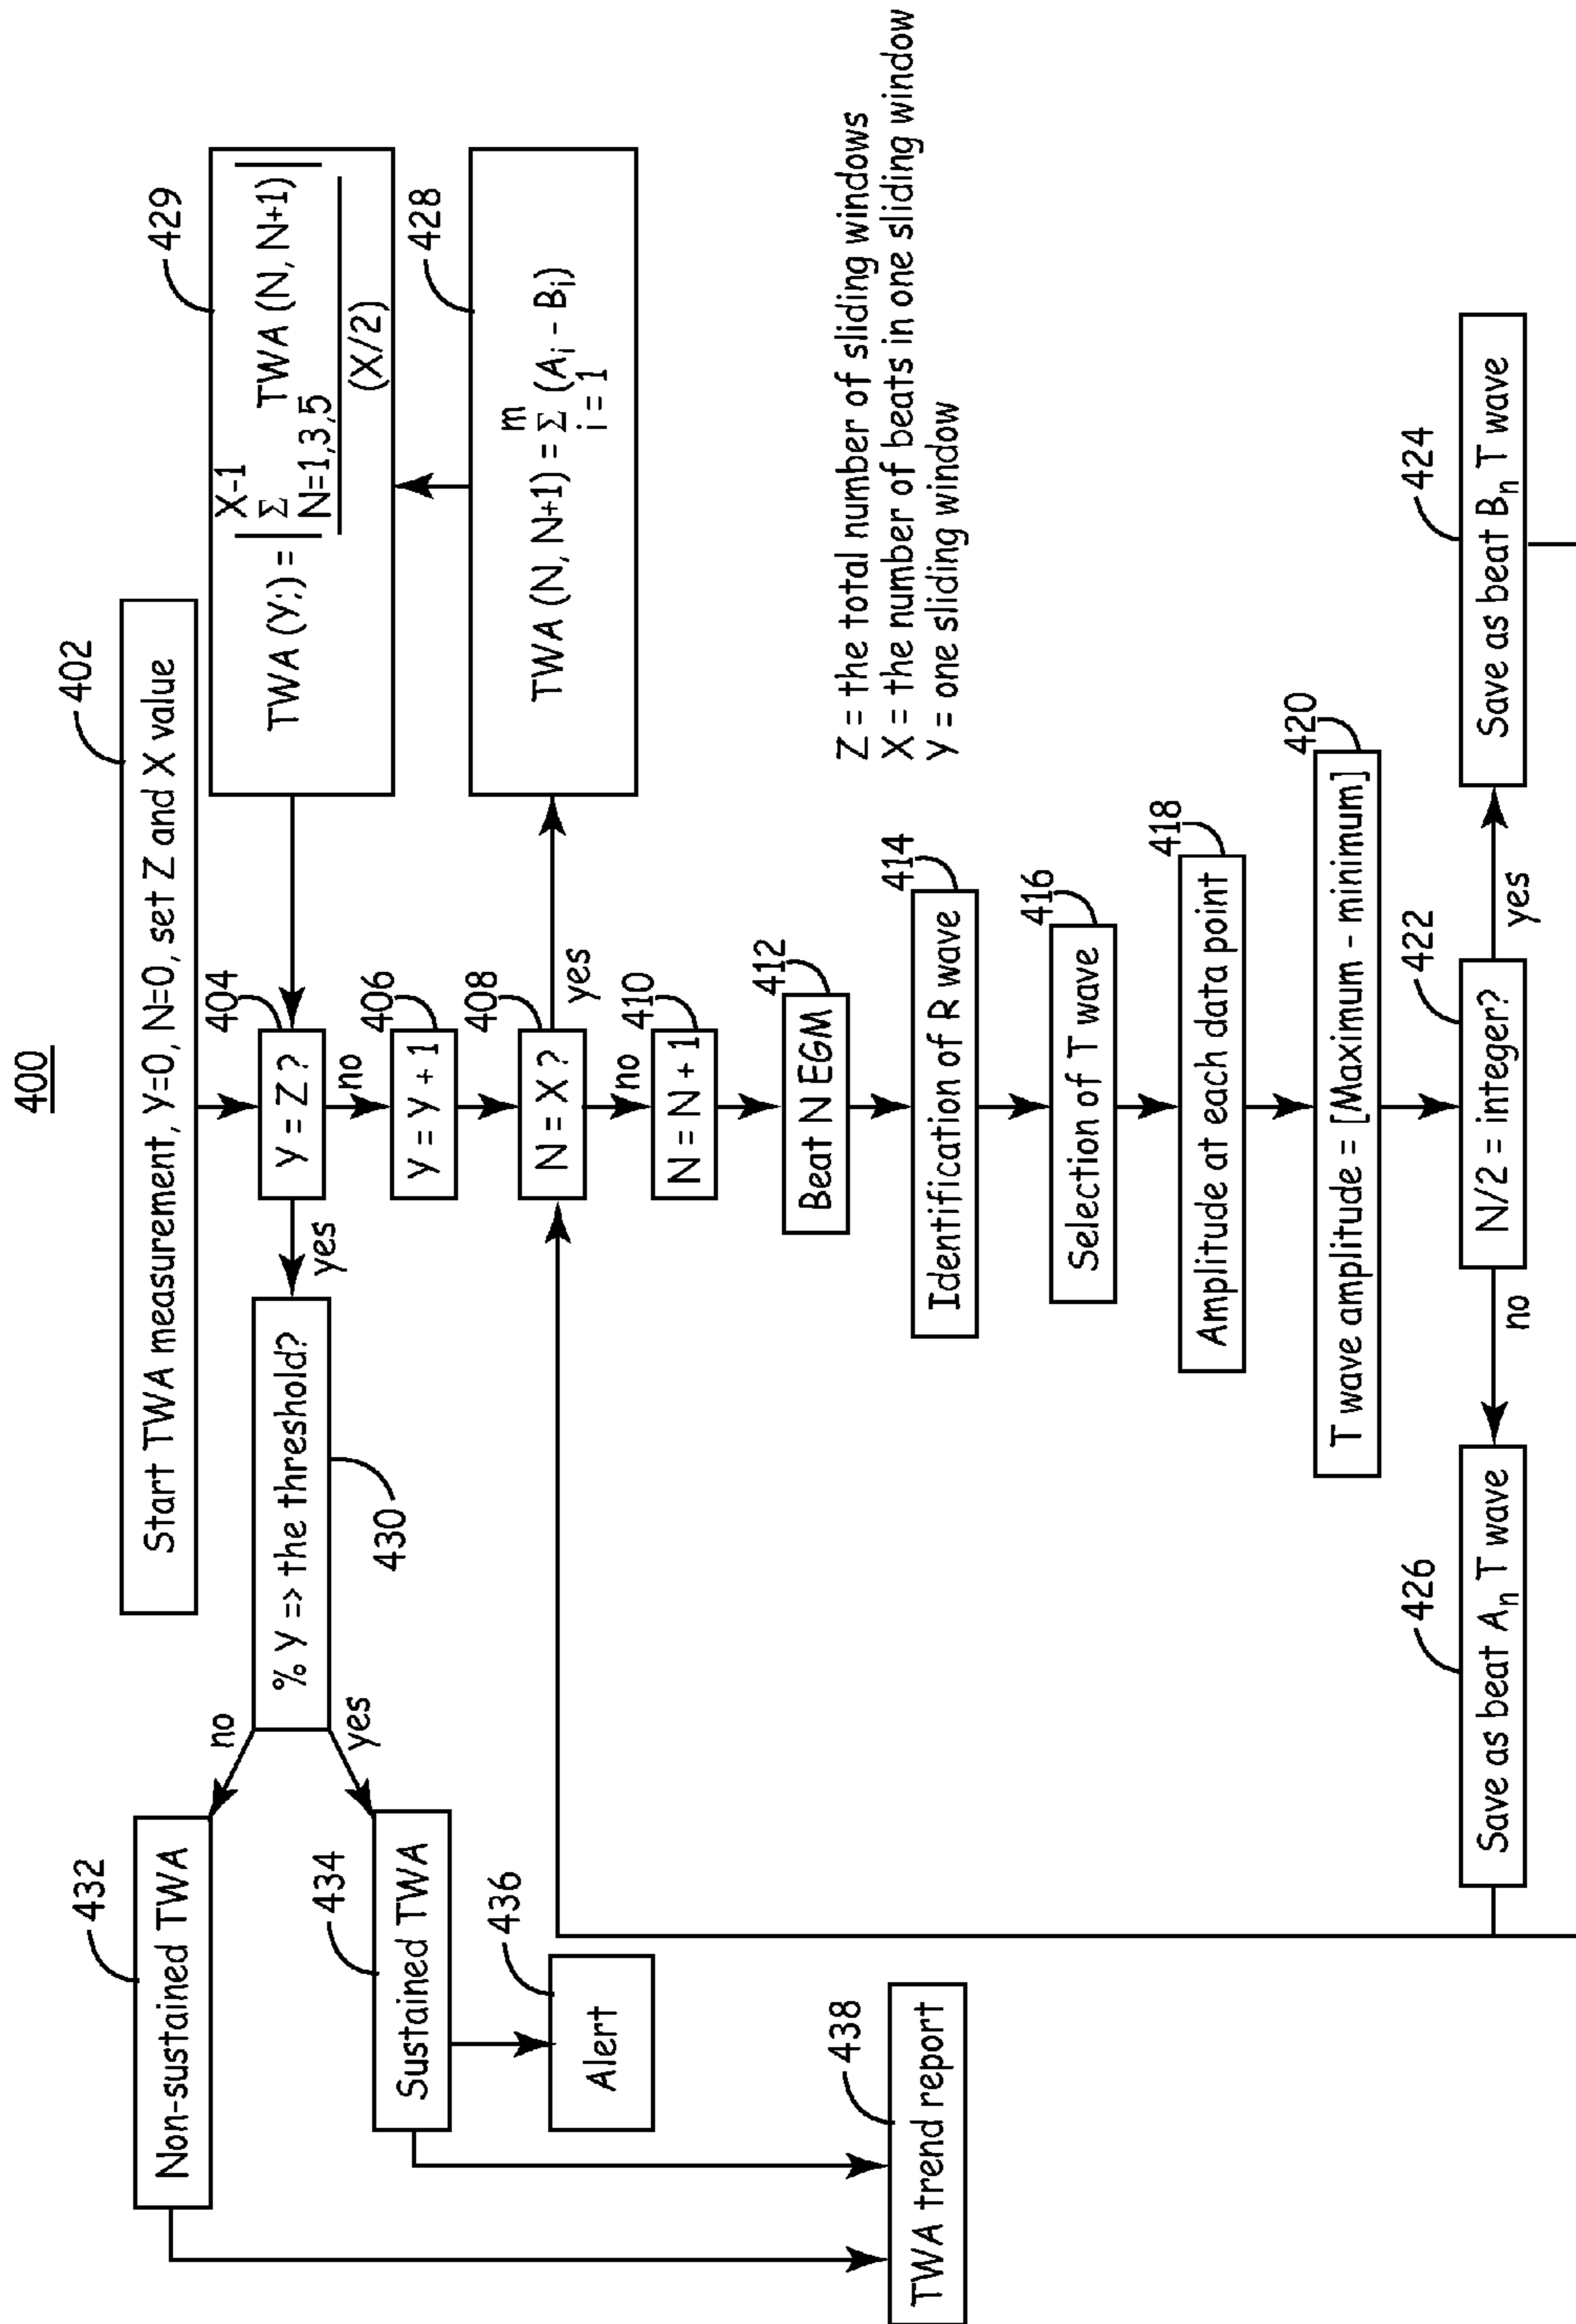 400
402
Start TWA measurement, Y=0, N=0, set Z and X value
404
y = Z ?
yes
no
406
y = y + 1
408
N = X ?
yes
no
410
N = N + 1
412
Beat N EGM
414
Identification of R wave
416
Selection of T wave
418
Amplitude at each data point
420
T wave amplitude = [Maximum - minimum]
422
N/2 = integer?
no
yes
424
Save as beat Bn T wave
426
Save as beat An T wave
428
m
TWA (N, N+1) = Σ (Ai - Bi)
i = 1
429
X-1
TWA (Yi) = | Σ TWA (N, N+1) |
N=1,3,5
(X/2)
Z = the total number of sliding windows
X = the number of beats in one sliding window
y = one sliding window
% y => the threshold?
430
no
yes
432
Non-sustained TWA
434
Sustained TWA
436
Alert
438
TWA trend report